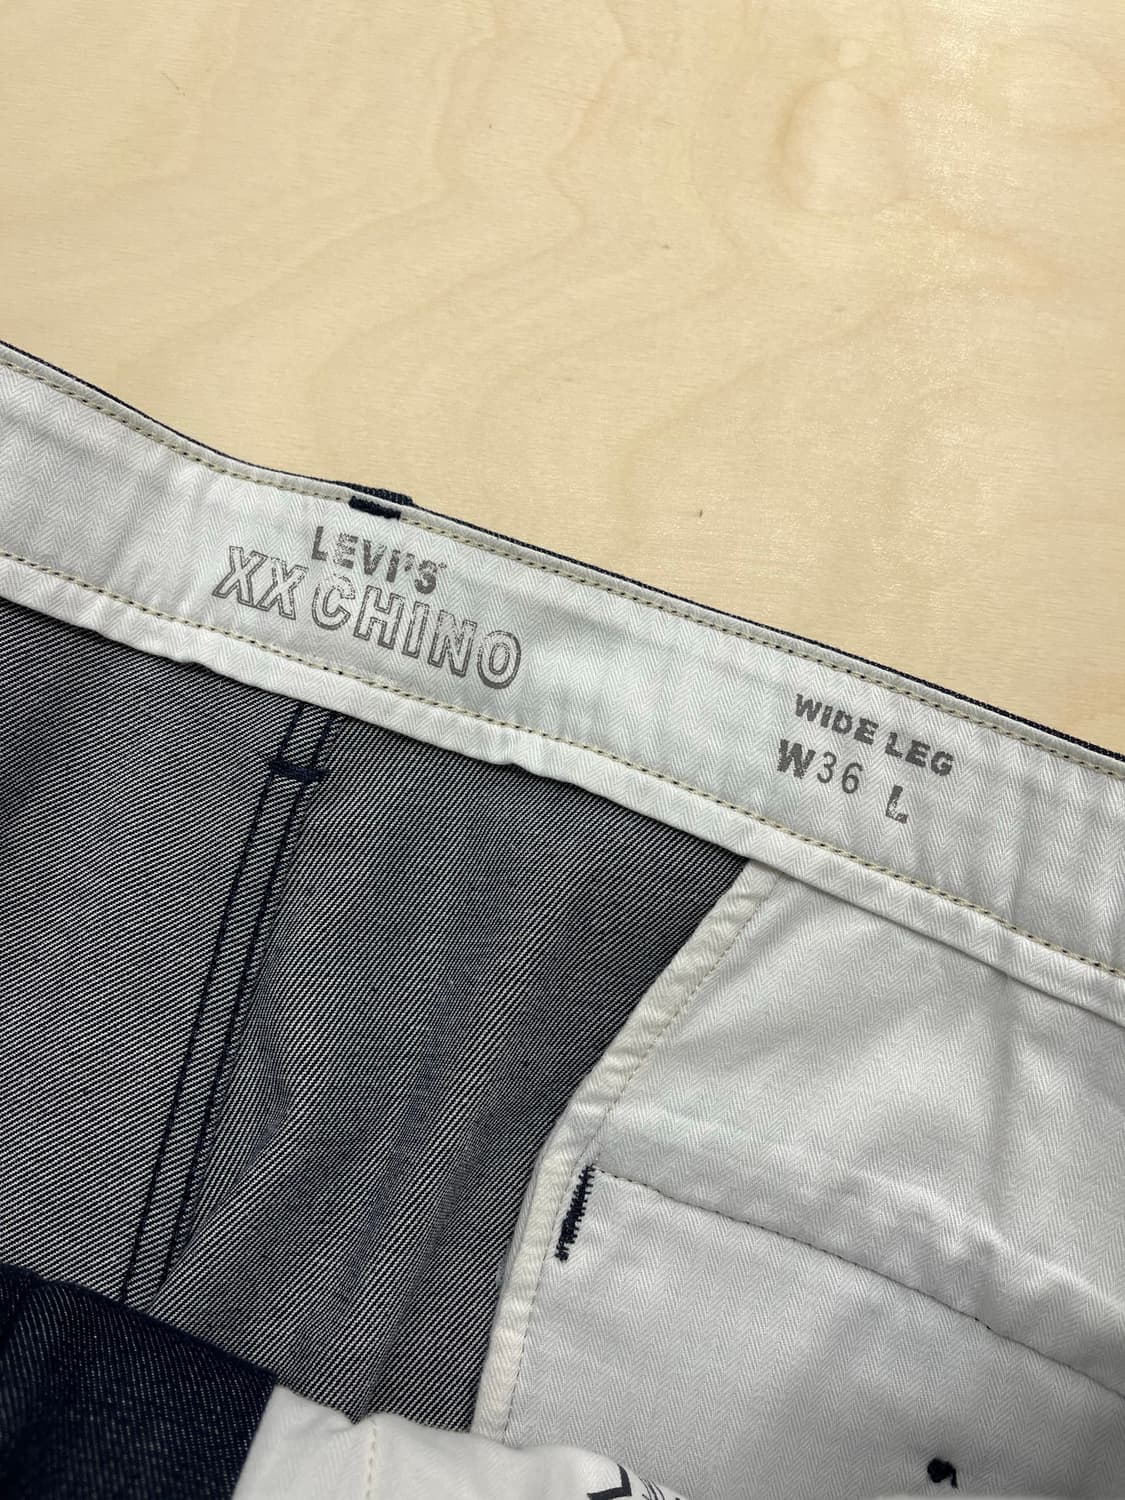 LEVI'S
XX CHINO
WIDE LEG
W36 L